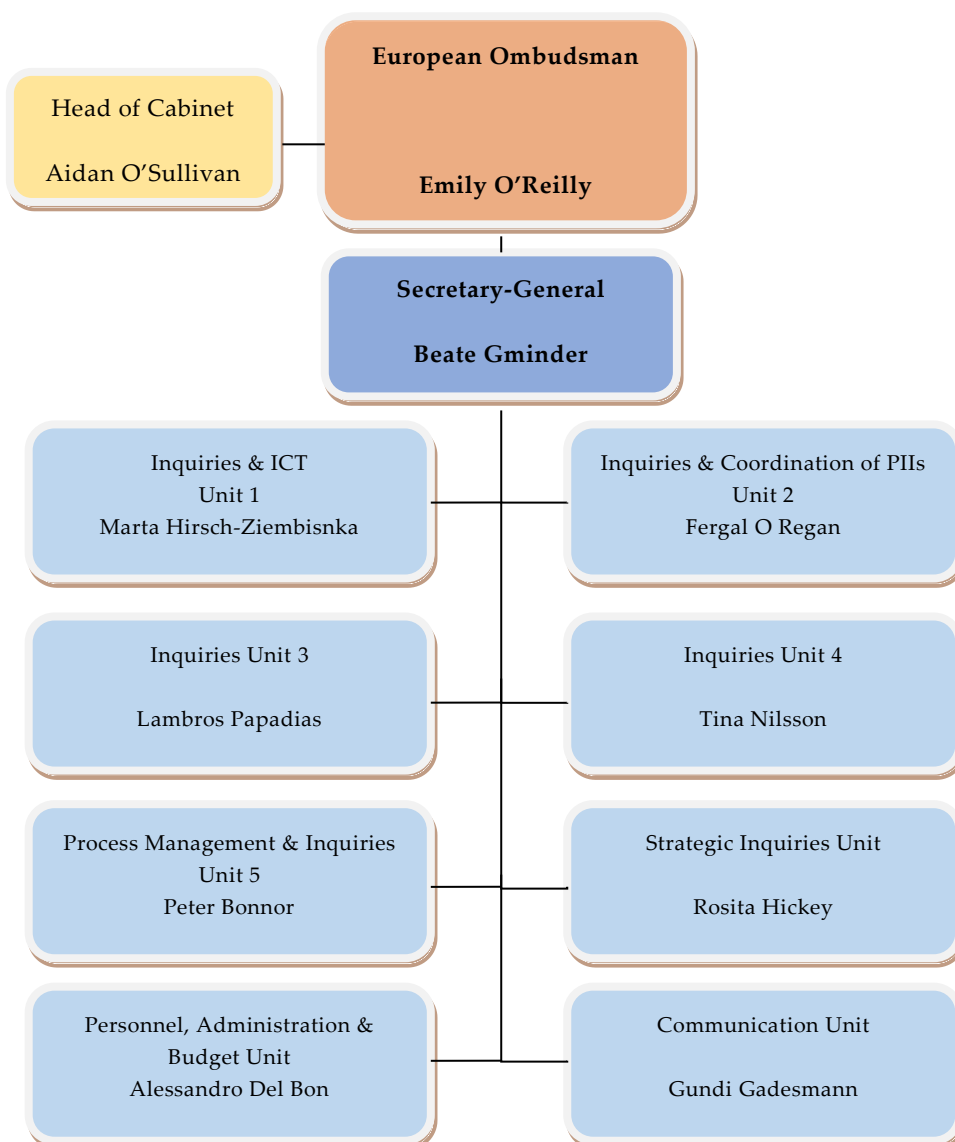 European Ombudsman
Emily O’Reilly
Head of Cabinet
Aidan O’Sullivan
Secretary-General
Beate Gminder
Inquiries & ICT
Unit 1
Marta Hirsch-Ziembisnka
Inquiries & Coordination of PIIs
Unit 2
Fergal O Regan
Inquiries Unit 3
Lambros Papadias
Inquiries Unit 4
Tina Nilsson
Process Management & Inquiries
Unit 5
Peter Bonnor
Strategic Inquiries Unit
Rosita Hickey
Personnel, Administration &
Budget Unit
Alessandro Del Bon
Communication Unit
Gundi Gadesmann